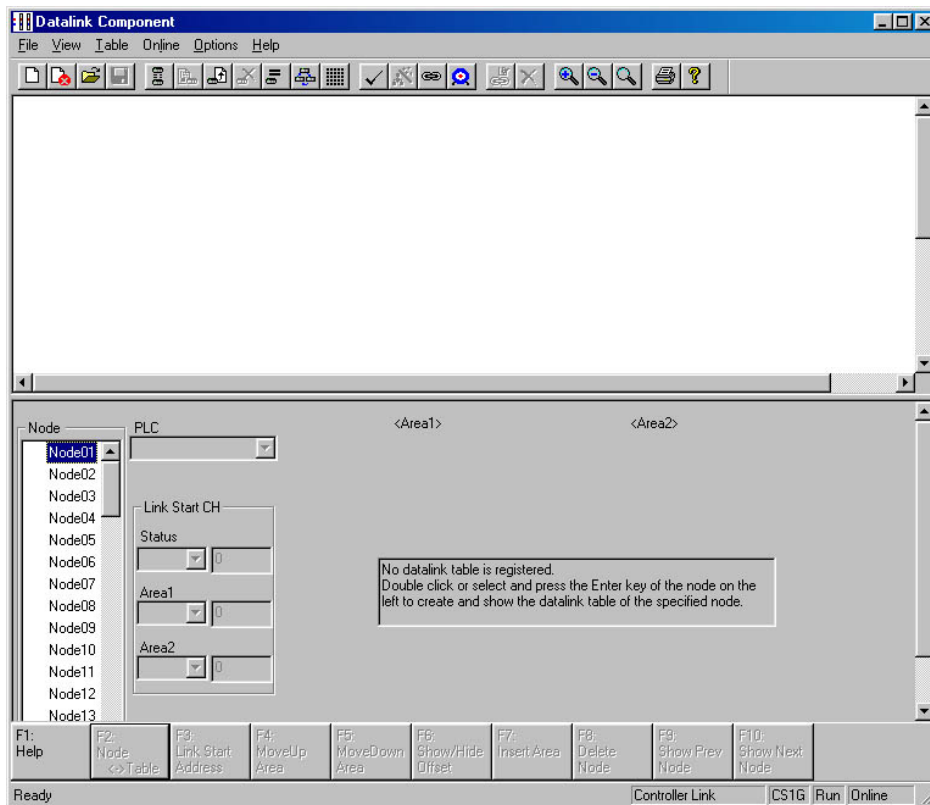 Datalink Component
File View Table Online Options Help
Node
PLC
<Area1>
<Area2>
Node01
Node02
Node03
Node04
Node05
Node06
Node07
Node08
Node09
Node10
Node11
Node12
Node13
Link Start CH
Status
0
Area1
0
Area2
0
No datalink table is registered.
Double click or select and press the Enter key of the node on the
left to create and show the datalink table of the specified node.
F1:
Help
F2:
Node
<->Table
F3:
Link Start
Address
F4:
MoveUp
Area
F5:
MoveDown
Area
F6:
Show/Hide
Offset
F7:
Insert Area
F8:
Delete
Node
F9:
Show Prev
Node
F10:
Show Next
Node
Ready
Controller Link
CS1G
Run
Online